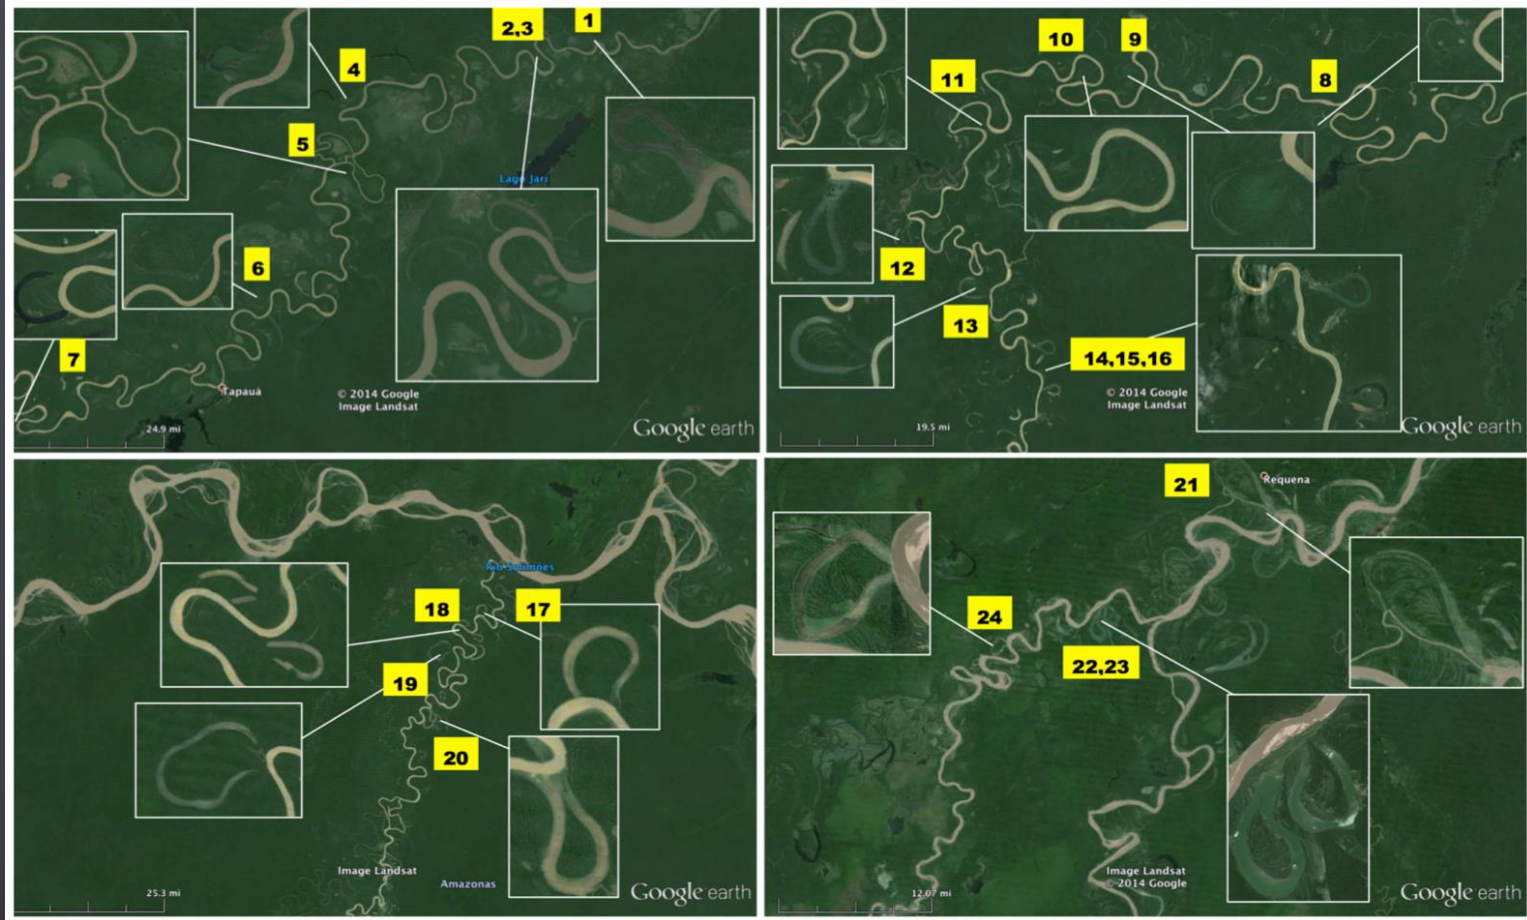 2,3
1
4
5
Lago Jari
6
7
Tapauá
© 2014 Google
Image Landsat
24.9 mi
Google earth
10
9
11
8
12
13
14,15,16
© 2014 Google
Image Landsat
19.5 mi
Google earth
Rio Solimões
18
17
19
20
Image Landsat
Amazonas
25.3 mi
Google earth
21
Requena
24
22,23
Image Landsat
© 2014 Google
12.07 mi
Google earth